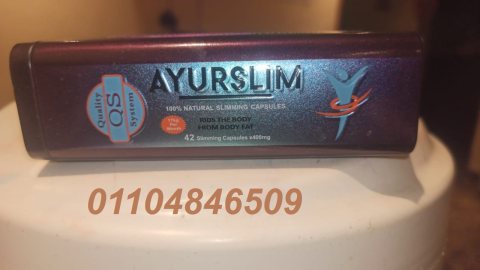 AYURSLIM
100% NATURAL SLIMMING CAPSULES
Quality
QS
System
RIDS THE BODY
FROM BODY FAT
42 Slimming Capsules x400mg
01104846509